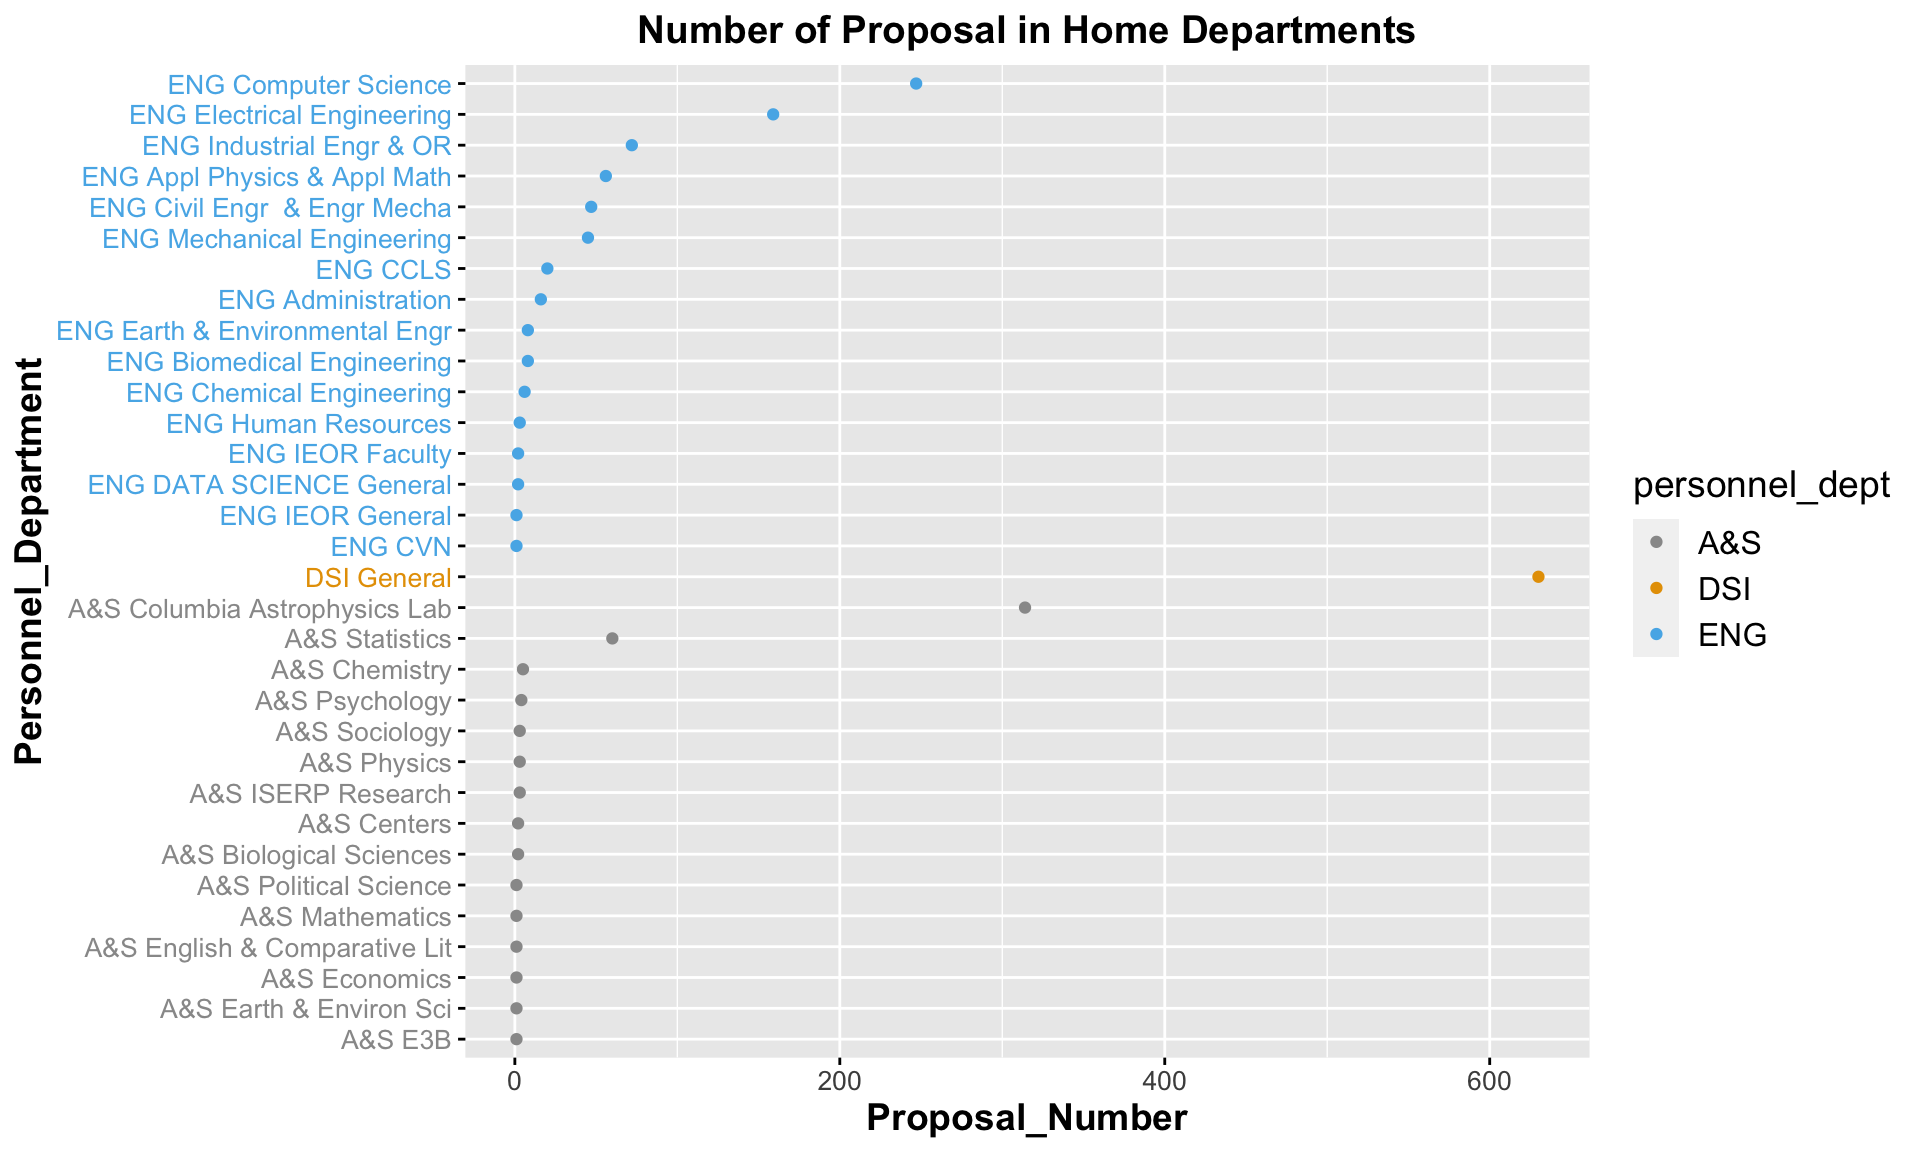 Number of Proposal in Home Departments
Personnel_Department
ENG Computer Science
ENG Electrical Engineering
ENG Industrial Engr & OR
ENG Appl Physics & Appl Math
ENG Civil Engr  & Engr Mecha
ENG Mechanical Engineering
ENG CCLS
ENG Administration
ENG Earth & Environmental Engr
ENG Biomedical Engineering
ENG Chemical Engineering
ENG Human Resources
ENG IEOR Faculty
ENG DATA SCIENCE General
ENG IEOR General
ENG CVN
DSI General
A&S Columbia Astrophysics Lab
A&S Statistics
A&S Chemistry
A&S Psychology
A&S Sociology
A&S Physics
A&S ISERP Research
A&S Centers
A&S Biological Sciences
A&S Political Science
A&S Mathematics
A&S English & Comparative Lit
A&S Economics
A&S Earth & Environ Sci
A&S E3B
0 200 400 600
Proposal_Number
personnel_dept
A&S
DSI
ENG